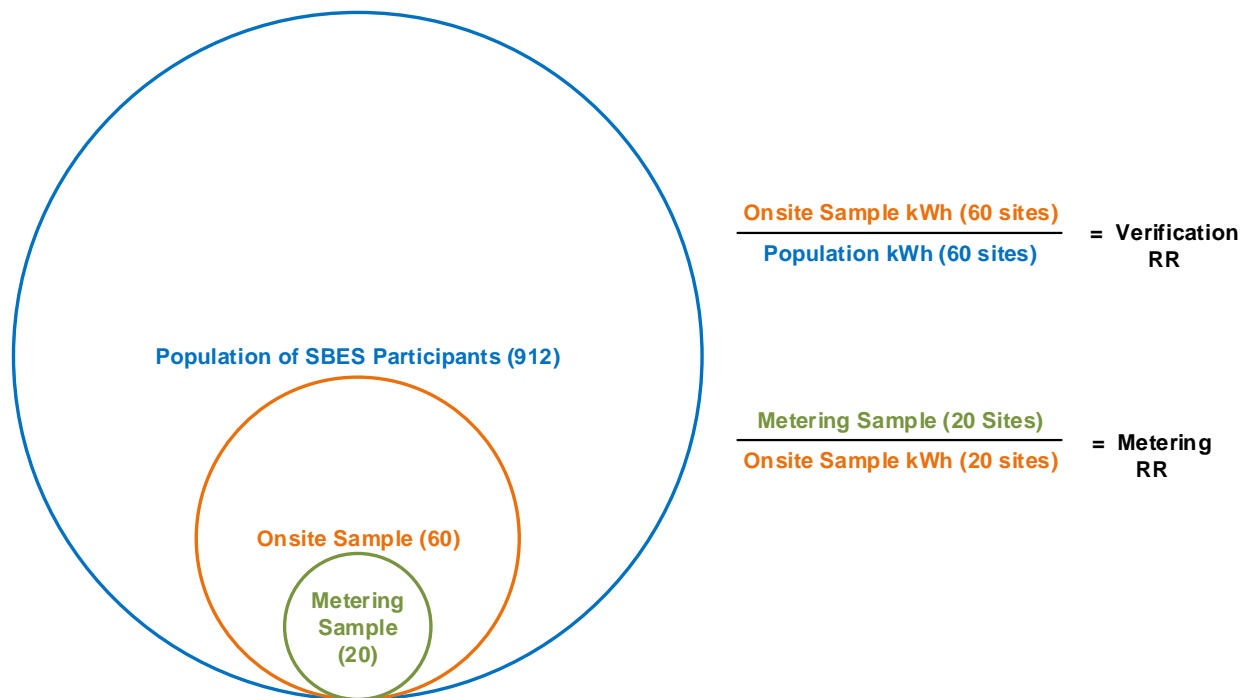 Onsite Sample kWh (60 sites)
Population kWh (60 sites)
= Verification
RR
Population of SBES Participants (912)
Metering Sample (20 Sites)
Onsite Sample kWh (20 sites)
= Metering
RR
Onsite Sample (60)
Metering
Sample
(20)